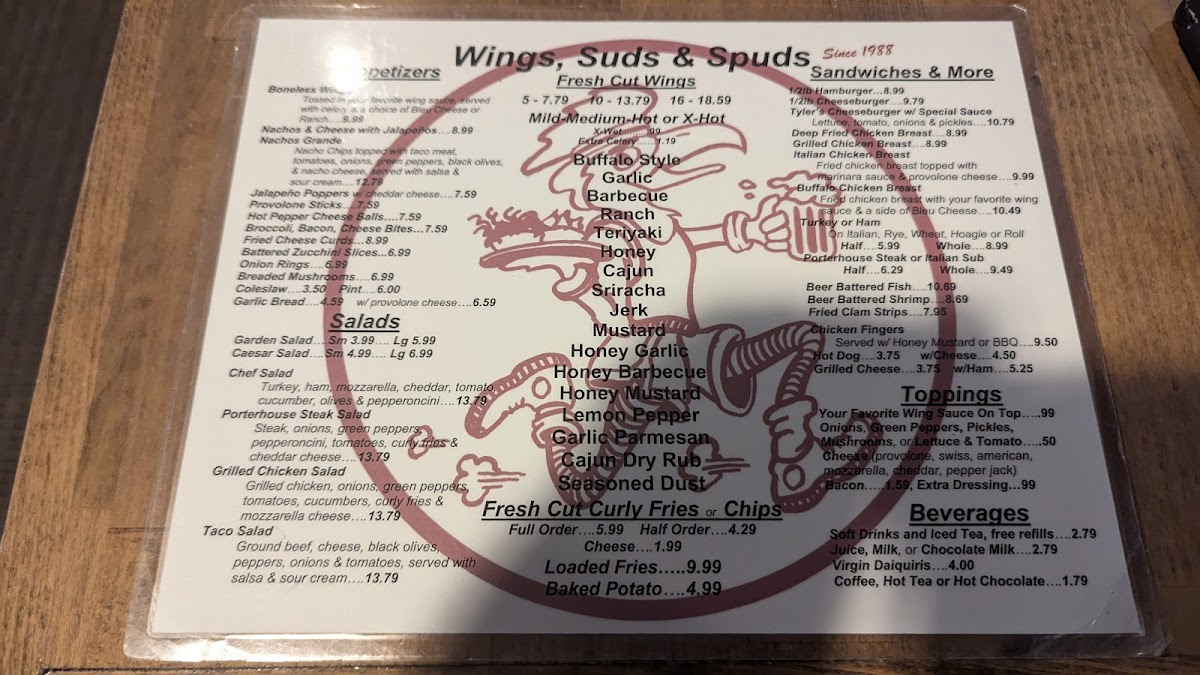 Wings, Suds & Spuds Since 1988
Appetizers
Boneless Wings
Tossed in your favorite wing sauce, served
with celery & a choice of Bleu Cheese or
Ranch....9.99
Nachos & Cheese with Jalapeños....8.99
Nachos Grande
Nacho Chips topped with taco meat,
tomatoes, onions, green peppers, black olives,
& nacho cheese, served with salsa &
sour cream....12.79
Jalapeño Poppers w/ cheddar cheese....7.59
Provolone Sticks....7.59
Hot Pepper Cheese Balls....7.59
Broccoli, Bacon, Cheese Bites....7.59
Fried Cheese Curds...8.99
Battered Zucchini Slices...6.99
Onion Rings....6.99
Breaded Mushrooms....6.99
Coleslaw....3.50 Pint....6.00
Garlic Bread....4.59 w/ provolone cheese....6.59
Salads
Garden Salad....Sm 3.99.... Lg 5.99
Caesar Salad....Sm 4.99.... Lg 6.99
Chef Salad
Turkey, ham, mozzarella, cheddar, tomato,
cucumber, olives & pepperoncini....13.79
Porterhouse Steak Salad
Steak, onions, green peppers,
pepperoncini, tomatoes, curly fries &
cheddar cheese....13.79
Grilled Chicken Salad
Grilled chicken, onions, green peppers,
tomatoes, cucumbers, curly fries &
mozzarella cheese....13.79
Taco Salad
Ground beef, cheese, black olives,
peppers, onions & tomatoes, served with
salsa & sour cream....13.79
Fresh Cut Wings
5 - 7.79 10 - 13.79 16 - 18.59
Mild-Medium-Hot or X-Hot
X-Wet........99
Extra Celery.......1.19
Buffalo Style
Garlic
Barbecue
Ranch
Teriyaki
Honey
Cajun
Sriracha
Jerk
Mustard
Honey Garlic
Honey Barbecue
Honey Mustard
Lemon Pepper
Garlic Parmesan
Cajun Dry Rub
Seasoned Dust
Fresh Cut Curly Fries or Chips
Full Order....5.99 Half Order....4.29
Cheese....1.99
Loaded Fries.....9.99
Baked Potato....4.99
Sandwiches & More
1/2lb Hamburger...8.99
1/2lb Cheeseburger...9.79
Tyler's Cheeseburger w/ Special Sauce
Lettuce, tomato, onions & pickles....10.79
Deep Fried Chicken Breast....8.99
Grilled Chicken Breast....8.99
Italian Chicken Breast
Fried chicken breast topped with
marinara sauce & provolone cheese....9.99
Buffalo Chicken Breast
Fried chicken breast with your favorite wing
sauce & a side of Bleu Cheese....10.49
Turkey or Ham
On Italian, Rye, Wheat, Hoagie or Roll
Half....5.99 Whole....8.99
Porterhouse Steak or Italian Sub
Half....6.29 Whole....9.49
Beer Battered Fish....10.69
Beer Battered Shrimp....8.69
Fried Clam Strips....7.95
Chicken Fingers
Served w/ Honey Mustard or BBQ....9.50
Hot Dog....3.75 w/Cheese....4.50
Grilled Cheese....3.75 w/Ham....5.25
Toppings
Your Favorite Wing Sauce On Top.....99
Onions, Green Peppers, Pickles,
Mushrooms, or Lettuce & Tomato.....50
Cheese (provolone, swiss, american,
mozzarella, cheddar, pepper jack)
Bacon.....1.59, Extra Dressing...99
Beverages
Soft Drinks and Iced Tea, free refills....2.79
Juice, Milk, or Chocolate Milk....2.79
Virgin Daiquiris....4.00
Coffee, Hot Tea or Hot Chocolate....1.79